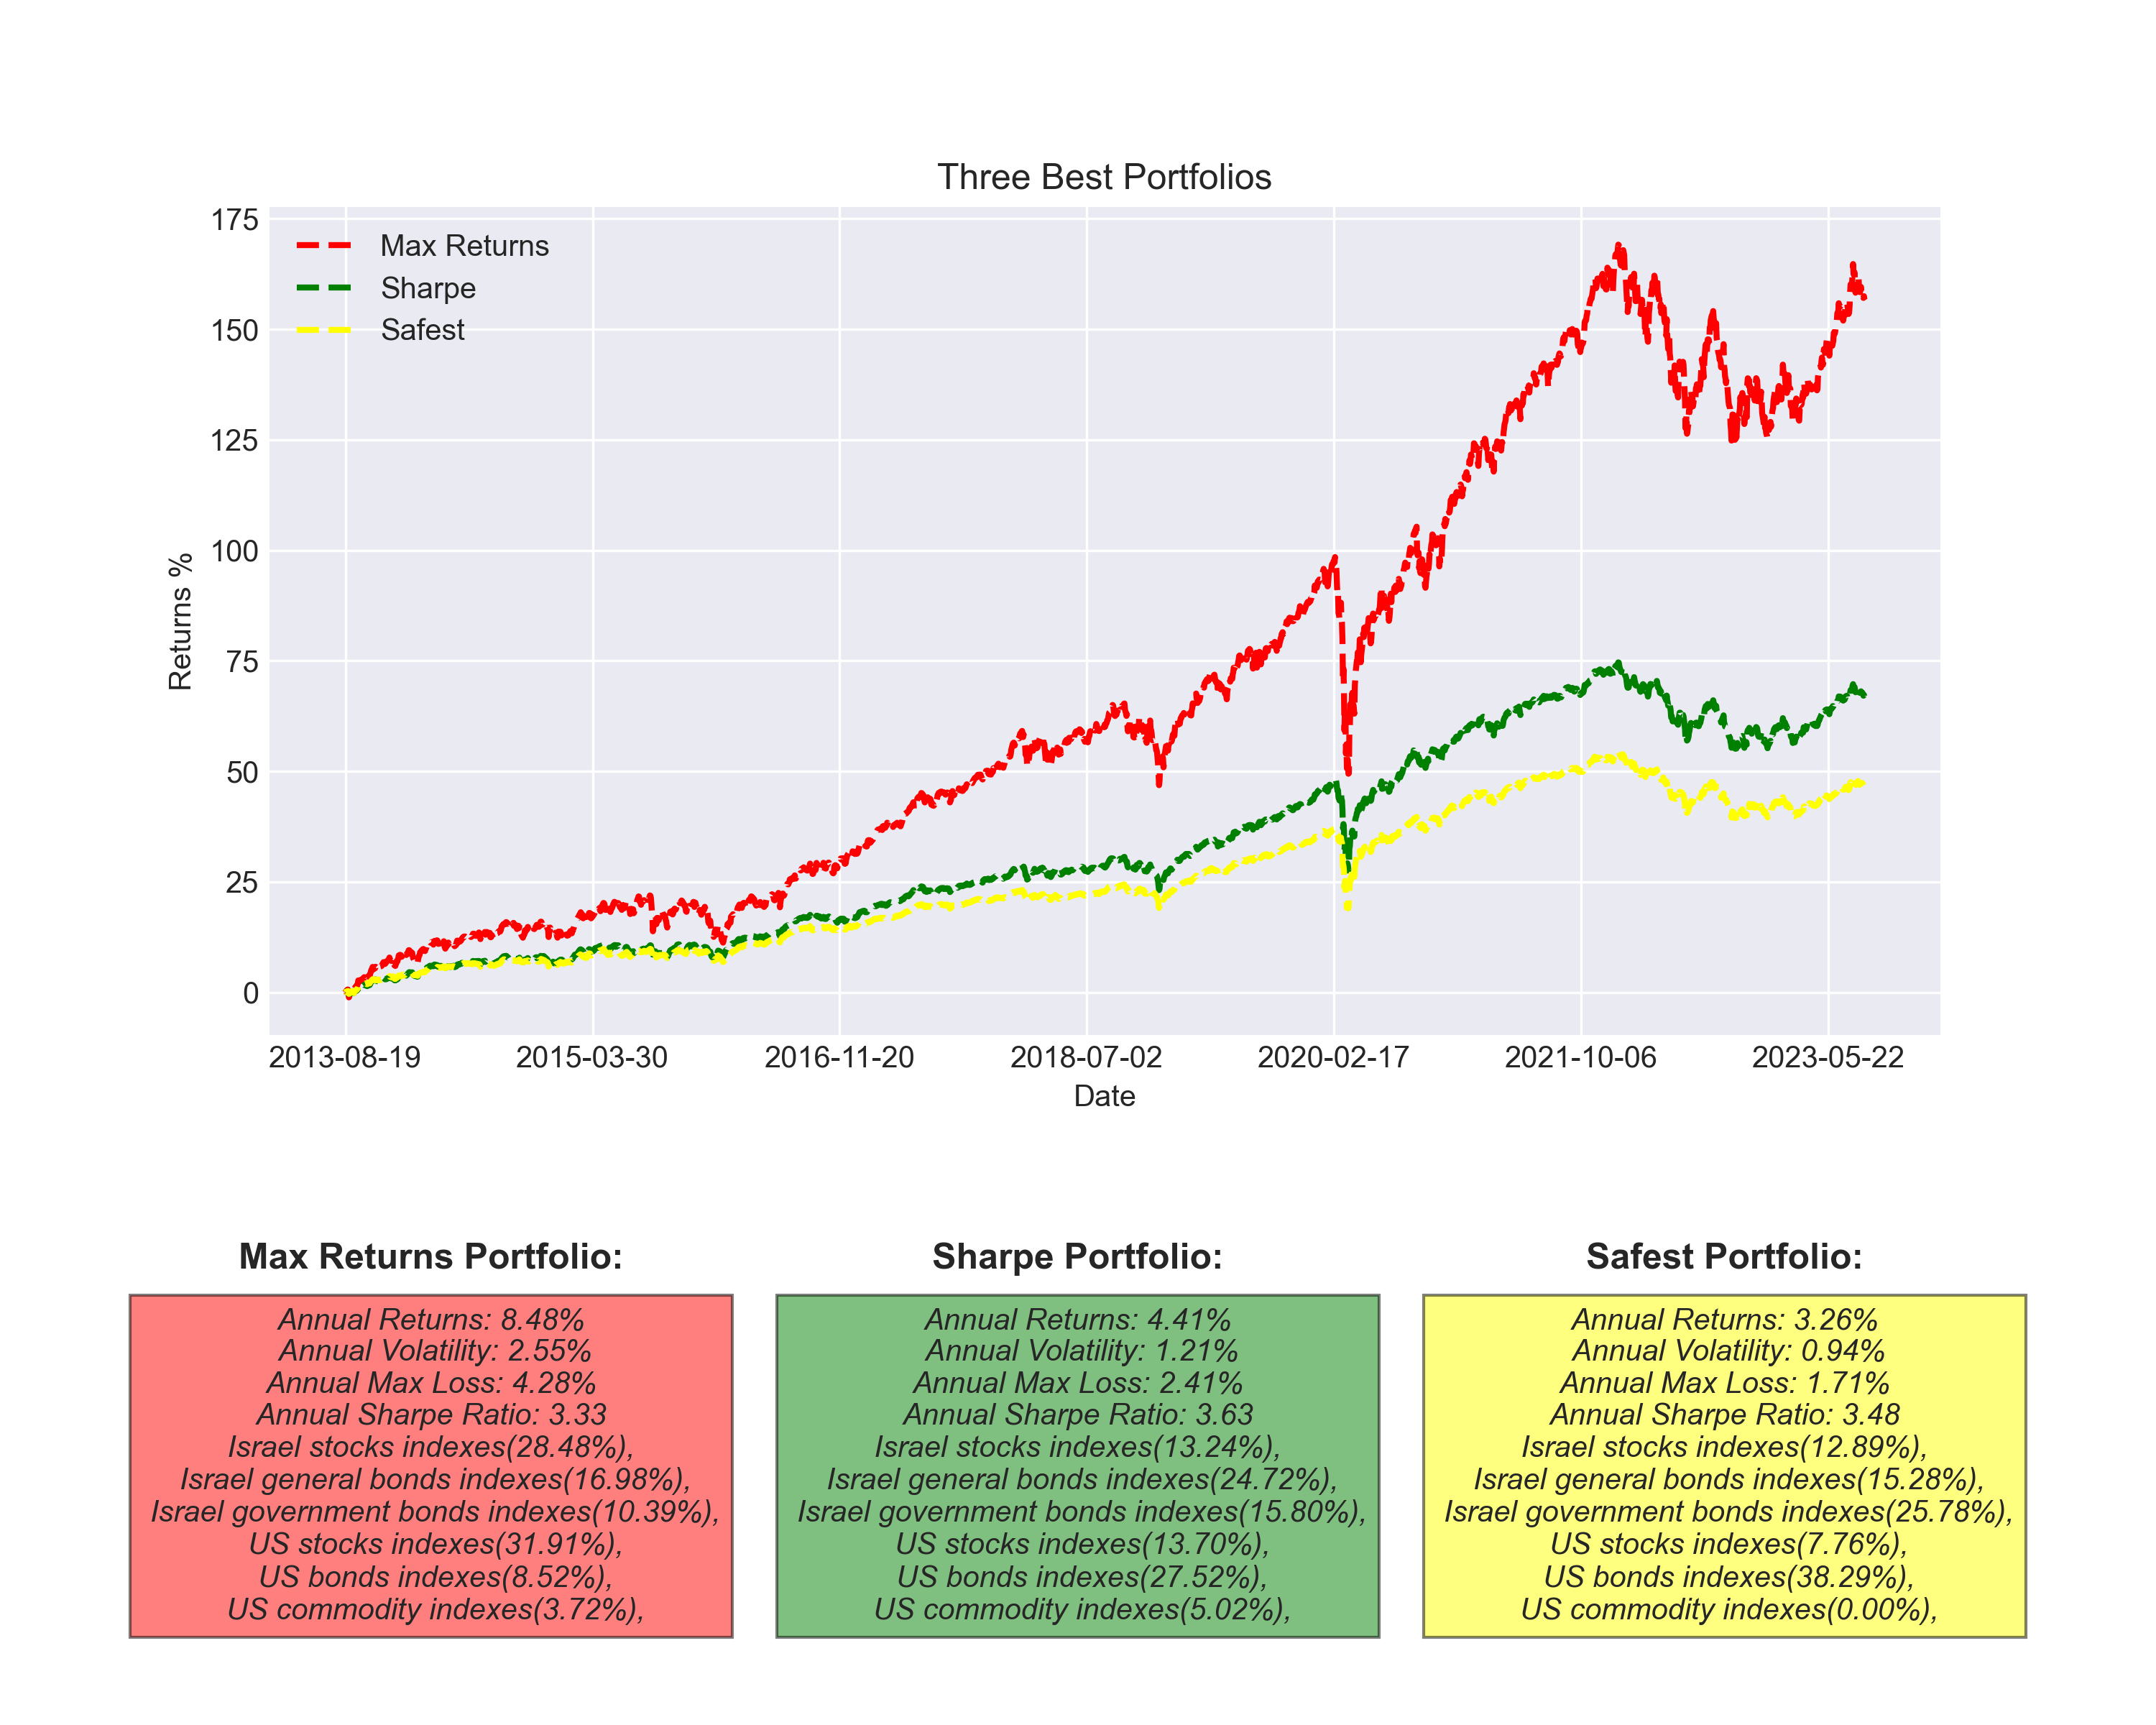 Three Best Portfolios
175
150
125
100
75
50
25
0
Returns %
Max Returns
Sharpe
Safest
2013-08-19
2015-03-30
2016-11-20
2018-07-02
2020-02-17
2021-10-06
2023-05-22
Date
Max Returns Portfolio:
Annual Returns: 8.48%
Annual Volatility: 2.55%
Annual Max Loss: 4.28%
Annual Sharpe Ratio: 3.33
Israel stocks indexes(28.48%),
Israel general bonds indexes(16.98%),
Israel government bonds indexes(10.39%),
US stocks indexes(31.91%),
US bonds indexes(8.52%),
US commodity indexes(3.72%),
Sharpe Portfolio:
Annual Returns: 4.41%
Annual Volatility: 1.21%
Annual Max Loss: 2.41%
Annual Sharpe Ratio: 3.63
Israel stocks indexes(13.24%),
Israel general bonds indexes(24.72%),
Israel government bonds indexes(15.80%),
US stocks indexes(13.70%),
US bonds indexes(27.52%),
US commodity indexes(5.02%),
Safest Portfolio:
Annual Returns: 3.26%
Annual Volatility: 0.94%
Annual Max Loss: 1.71%
Annual Sharpe Ratio: 3.48
Israel stocks indexes(12.89%),
Israel general bonds indexes(15.28%),
Israel government bonds indexes(25.78%),
US stocks indexes(7.76%),
US bonds indexes(38.29%),
US commodity indexes(0.00%),